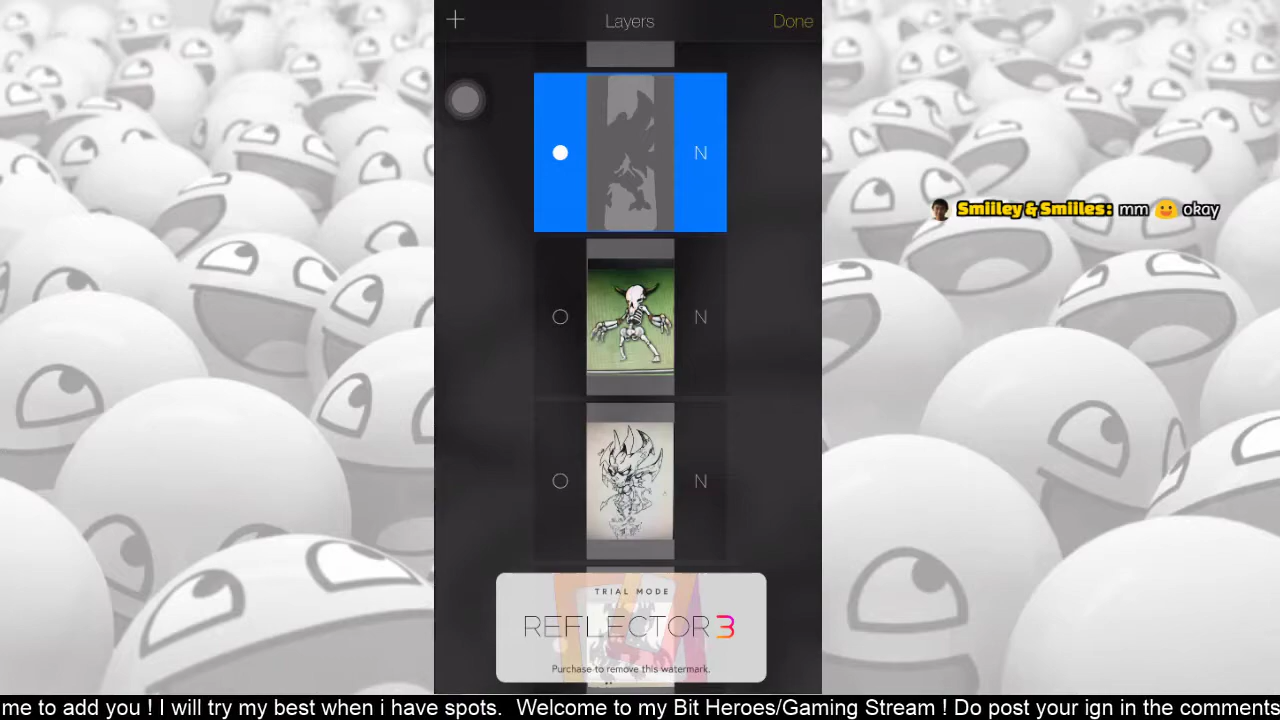 + Layers Done
N
Smiiley & Smiiles: mm 😛 okay
N
N
TRIAL MODE
REFLECTOR 3
Purchase to remove this watermark.
me to add you ! I will try my best when i have spots. Welcome to my Bit Heroes/Gaming Stream ! Do post your ign in the comments